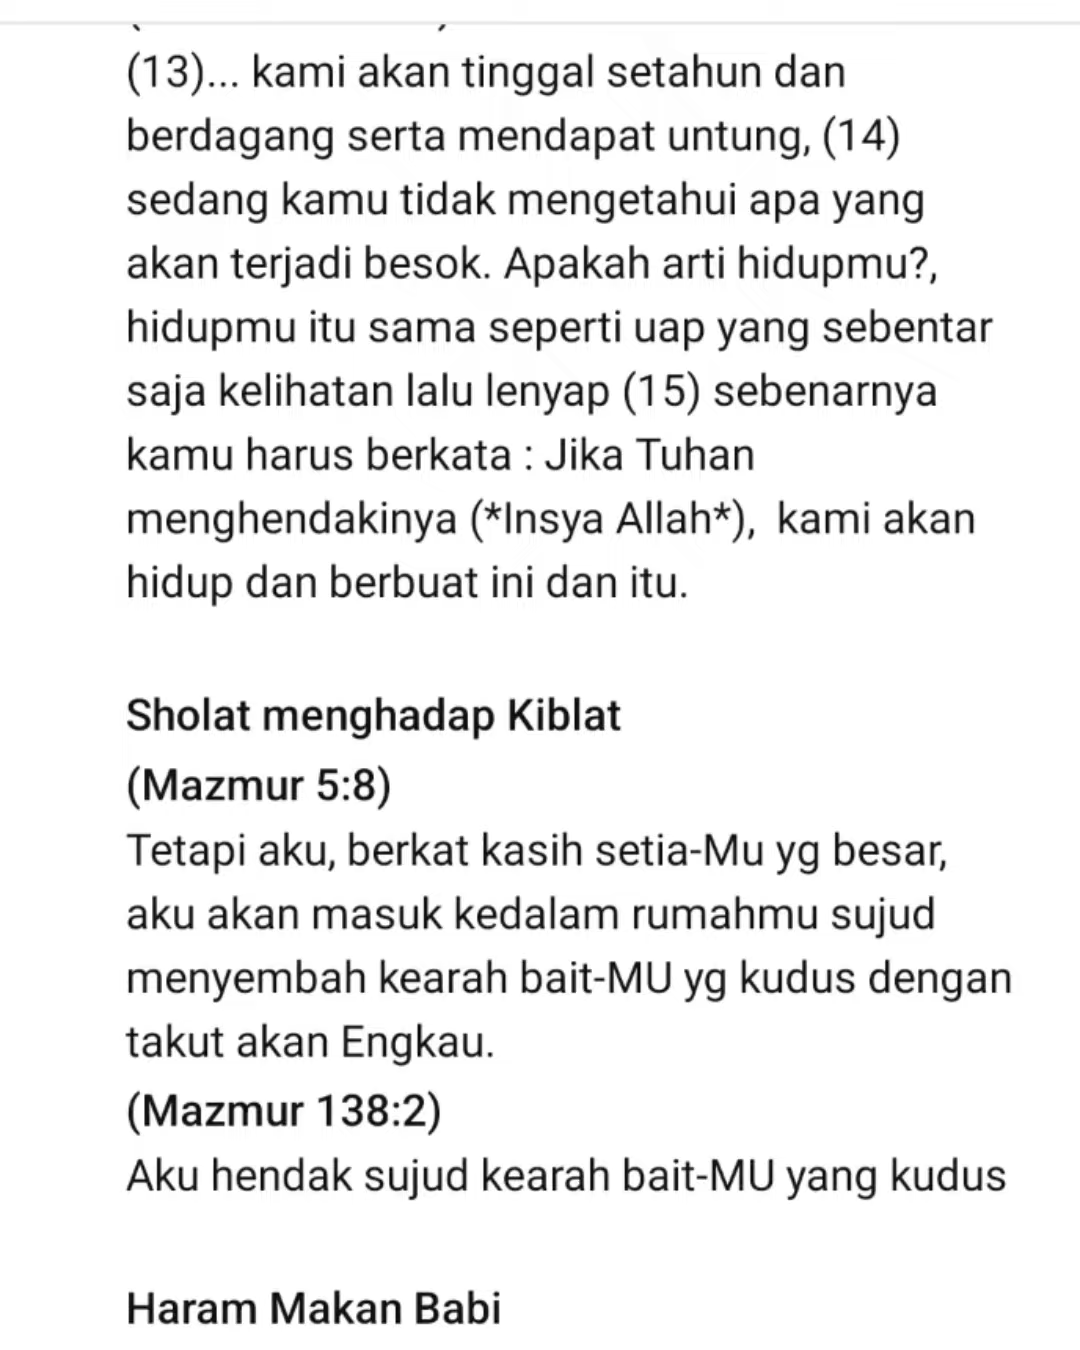 (13)... kami akan tinggal setahun dan
berdagang serta mendapat untung, (14)
sedang kamu tidak mengetahui apa yang
akan terjadi besok. Apakah arti hidupmu?,
hidupmu itu sama seperti uap yang sebentar
saja kelihatan lalu lenyap (15) sebenarnya
kamu harus berkata : Jika Tuhan
menghendakinya (*Insya Allah*), kami akan
hidup dan berbuat ini dan itu.
Sholat menghadap Kiblat
(Mazmur 5:8)
Tetapi aku, berkat kasih setia-Mu yg besar,
aku akan masuk kedalam rumahmu sujud
menyembah kearah bait-MU yg kudus dengan
takut akan Engkau.
(Mazmur 138:2)
Aku hendak sujud kearah bait-MU yang kudus
Haram Makan Babi